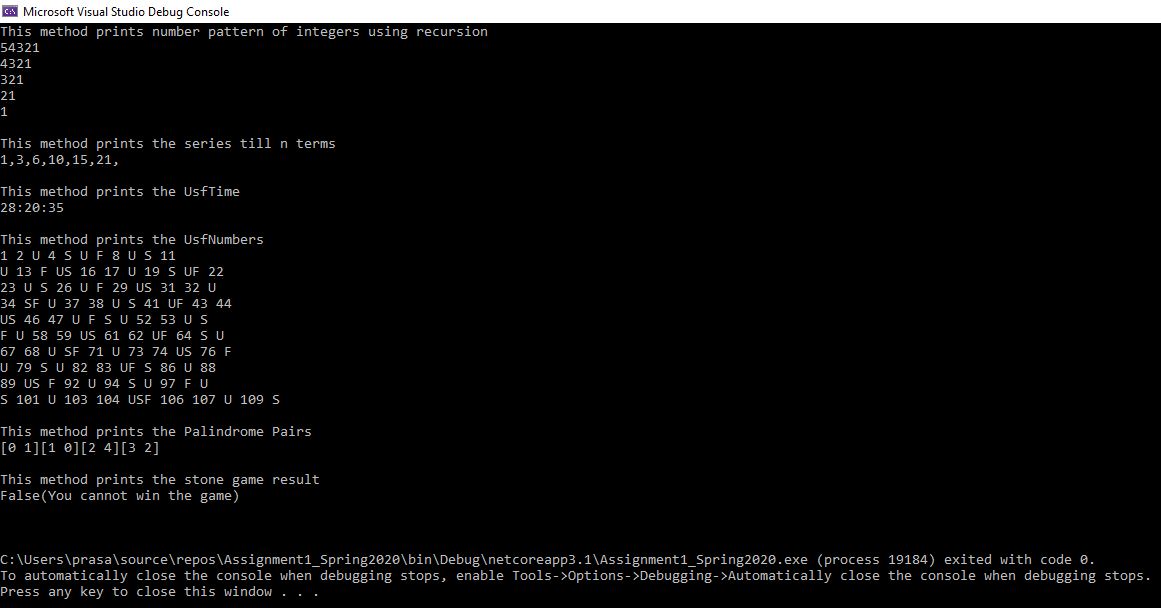 C:\ Microsoft Visual Studio Debug Console
This method prints number pattern of integers using recursion
54321
4321
321
21
1
This method prints the series till n terms
1,3,6,10,15,21,
This method prints the UsfTime
28:20:35
This method prints the UsfNumbers
1 2 U 4 S U F 8 U S 11
U 13 F US 16 17 U 19 S UF 22
23 U S 26 U F 29 US 31 32 U
34 SF U 37 38 U S 41 UF 43 44
US 46 47 U F S U 52 53 U S
F U 58 59 US 61 62 UF 64 S U
67 68 U SF 71 U 73 74 US 76 F
U 79 S U 82 83 UF S 86 U 88
89 US F 92 U 94 S U 97 F U
S 101 U 103 104 USF 106 107 U 109 S
This method prints the Palindrome Pairs
[0 1][1 0][2 4][3 2]
This method prints the stone game result
False(You cannot win the game)
C:\Users\prasa\source\repos\Assignment1_Spring2020\bin\Debug\netcoreapp3.1\Assignment1_Spring2020.exe (process 19184) exited with code 0.
To automatically close the console when debugging stops, enable Tools->Options->Debugging->Automatically close the console when debugging stops.
Press any key to close this window . . .